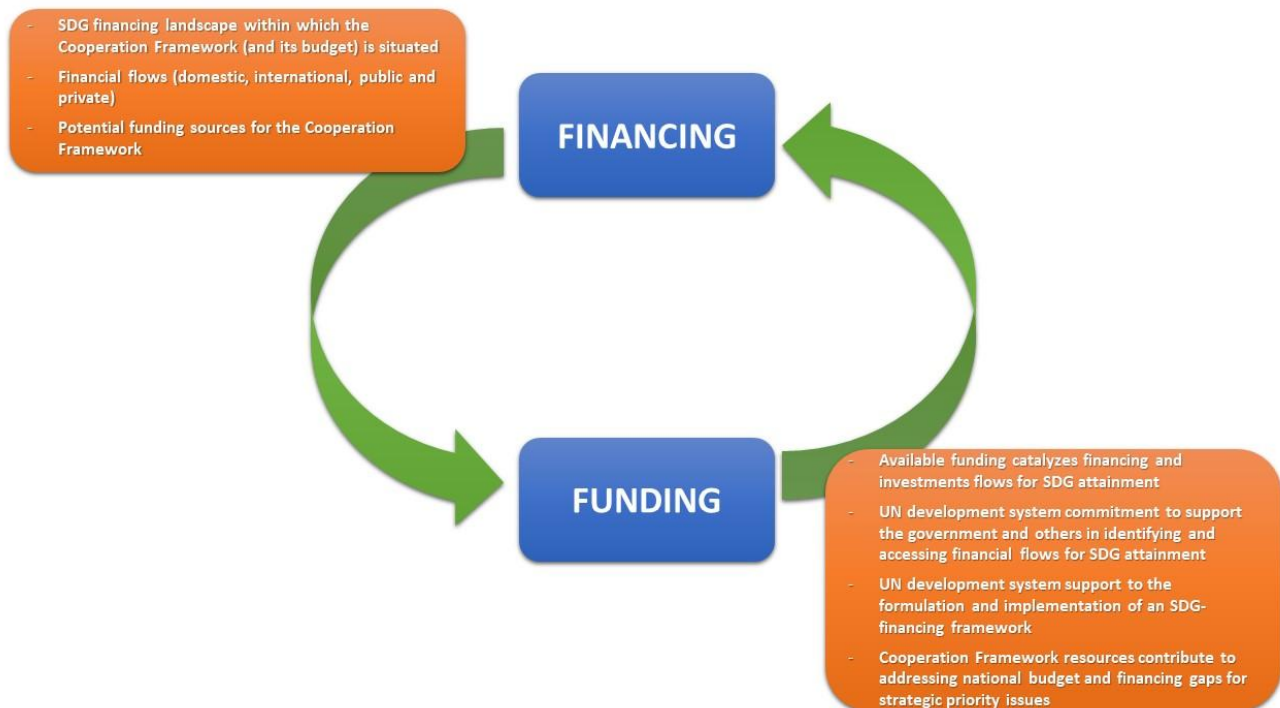 - SDG financing landscape within which the
Cooperation Framework (and its budget) is situated
- Financial flows (domestic, international, public and
private)
- Potential funding sources for the Cooperation
Framework
FINANCING
FUNDING
- Available funding catalyzes financing and
investments flows for SDG attainment
- UN development system commitment to support
the government and others in identifying and
accessing financial flows for SDG attainment
- UN development system support to the
formulation and implementation of an SDG-
financing framework
- Cooperation Framework resources contribute to
addressing national budget and financing gaps for
strategic priority issues